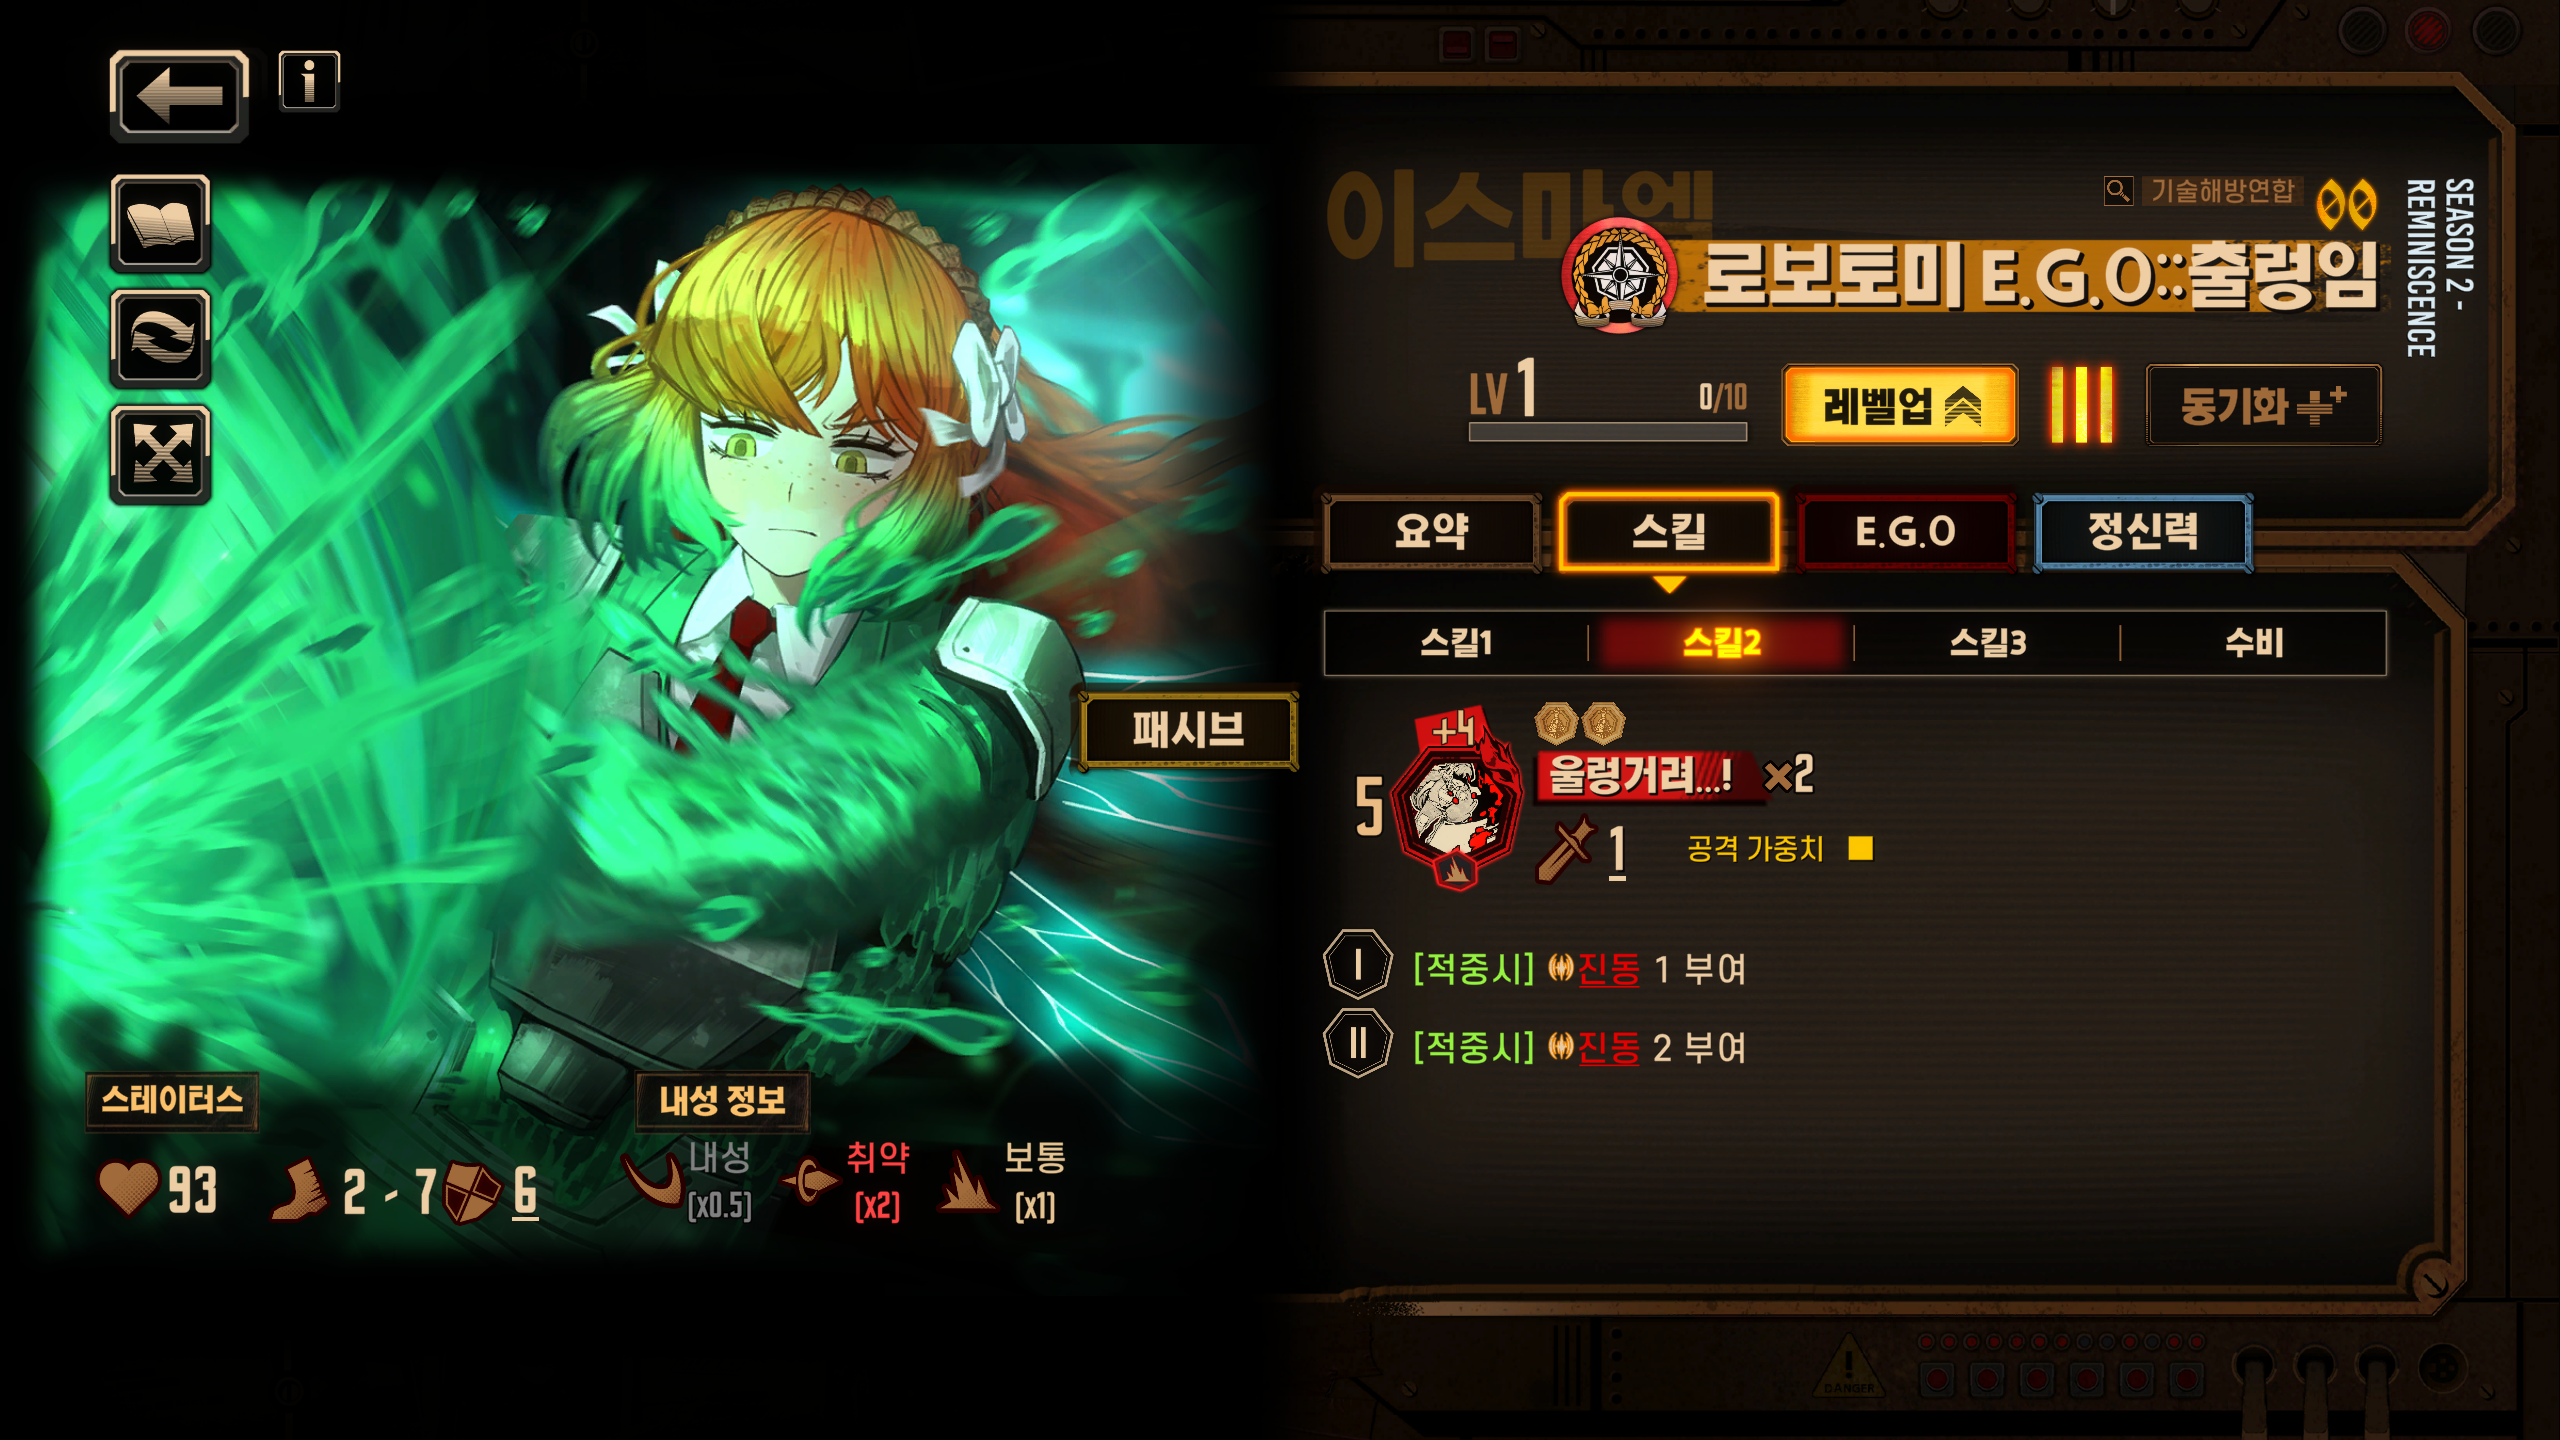 이스마엘
기술해방연합
로보토미 E.G.O::출렁임
SEASON 2 -
REMINISCENCE
LV 1
0/10
레벨업
동기화
요약
스킬
E.G.O
정신력
스킬1
스킬2
스킬3
수비
패시브
+4
5
울렁거려...! ×2
1
공격 가중치
I [적중시] 진동 1 부여
II [적중시] 진동 2 부여
스테이터스
93
2 - 7
6
내성 정보
내성
[x0.5]
취약
[x2]
보통
[x1]
DANGER